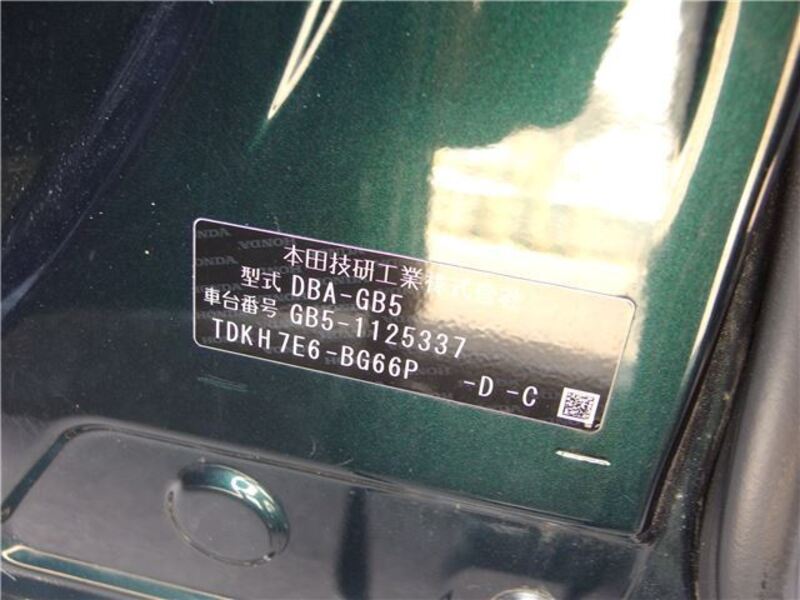 本田技研工業株式会社
型式 DBA-GB5
車台番号 GB5-1125337
TDKH7E6-BG66P -D -C